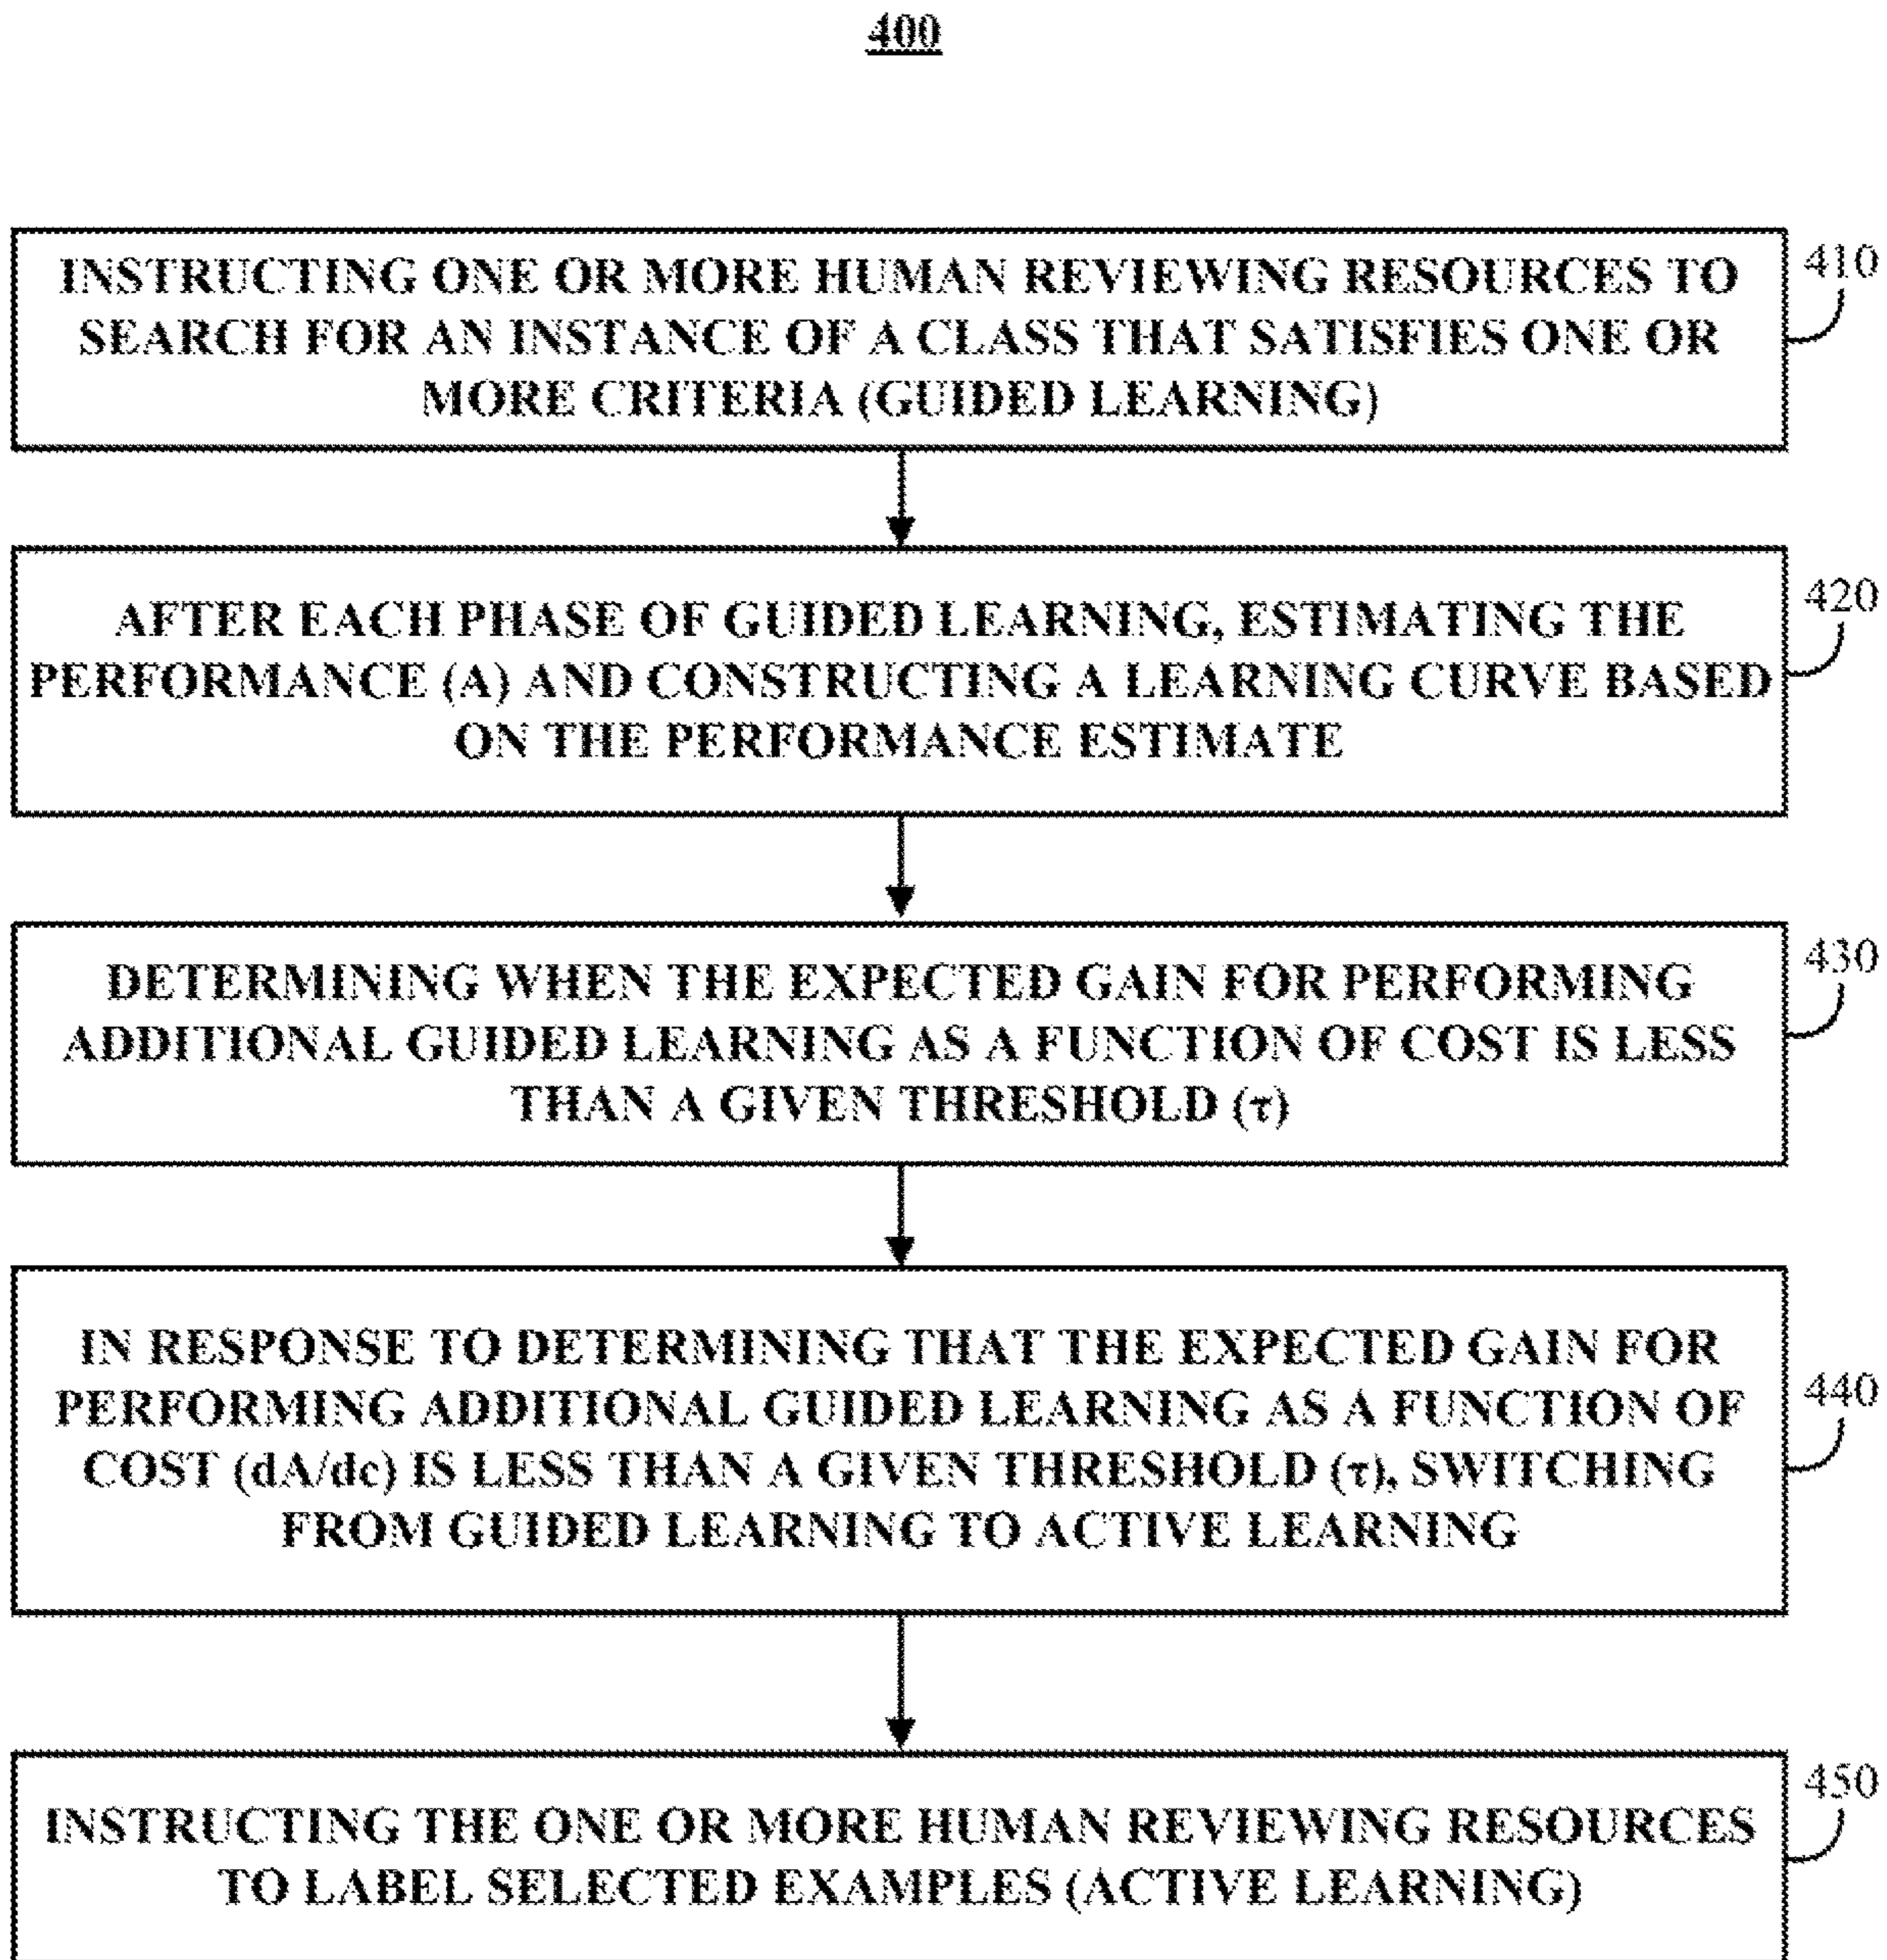 400
INSTRUCTING ONE OR MORE HUMAN REVIEWING RESOURCES TO
SEARCH FOR AN INSTANCE OF A CLASS THAT SATISFIES ONE OR
MORE CRITERIA (GUIDED LEARNING)
410
AFTER EACH PHASE OF GUIDED LEARNING, ESTIMATING THE
PERFORMANCE (A) AND CONSTRUCTING A LEARNING CURVE BASED
ON THE PERFORMANCE ESTIMATE
420
DETERMINING WHEN THE EXPECTED GAIN FOR PERFORMING
ADDITIONAL GUIDED LEARNING AS A FUNCTION OF COST IS LESS
THAN A GIVEN THRESHOLD (τ)
430
IN RESPONSE TO DETERMINING THAT THE EXPECTED GAIN FOR
PERFORMING ADDITIONAL GUIDED LEARNING AS A FUNCTION OF
COST (dA/dc) IS LESS THAN A GIVEN THRESHOLD (τ), SWITCHING
FROM GUIDED LEARNING TO ACTIVE LEARNING
440
INSTRUCTING THE ONE OR MORE HUMAN REVIEWING RESOURCES
TO LABEL SELECTED EXAMPLES (ACTIVE LEARNING)
450